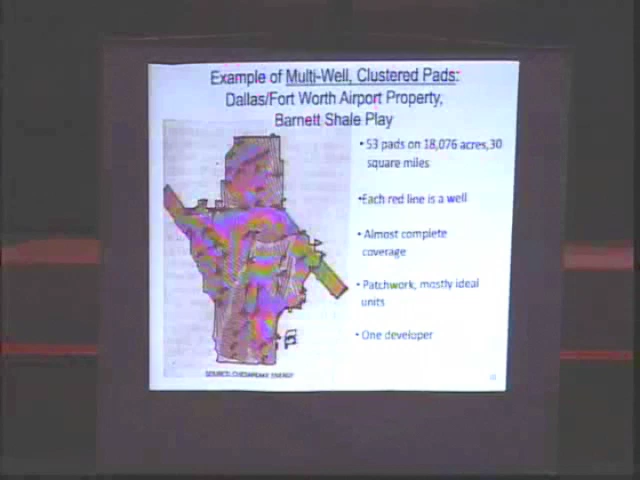 Example of Multi-Well, Clustered Pads:
Dallas/Fort Worth Airport Property,
Barnett Shale Play
• 53 pads on 18,076 acres,30
square miles
•Each red line is a well
• Almost complete
coverage
• Patchwork, mostly ideal
units
• One developer
SOURCE: CHESAPEAKE ENERGY